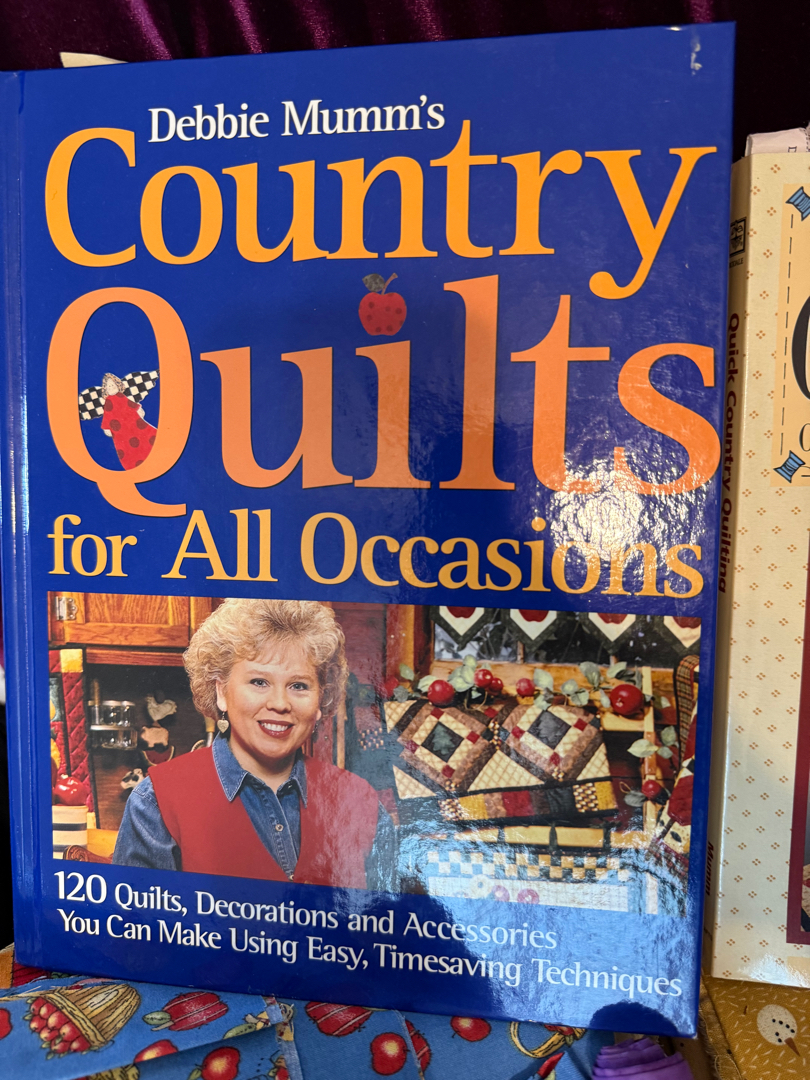 Debbie Mumm's
Country
Quilts
for All Occasions
120 Quilts, Decorations and Accessories
You Can Make Using Easy, Timesaving Techniques
Quick Country Quilting
Mumm